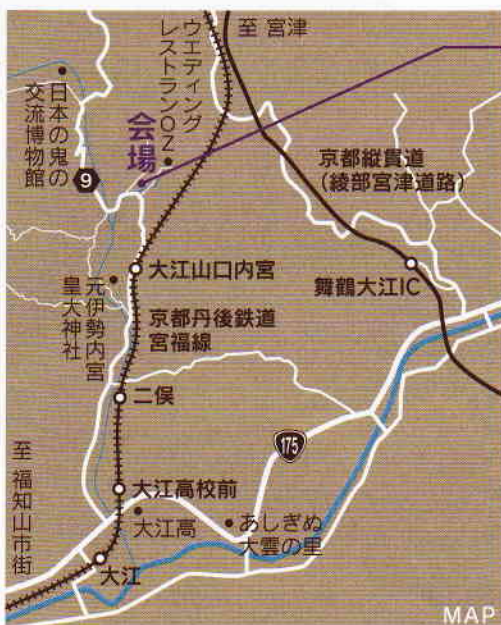 至 宮津
ウエディング
レストランOZ
日本の鬼の
交流博物館
会場
9
京都縦貫道
(綾部宮津道路)
大江山口内宮
舞鶴大江IC
元伊勢内宮
皇大神社
京都丹後鉄道
宮福線
二俣
175
至 福知山市街
大江高校前
大江高
あしぎぬ
大雲の里
大江
MAP